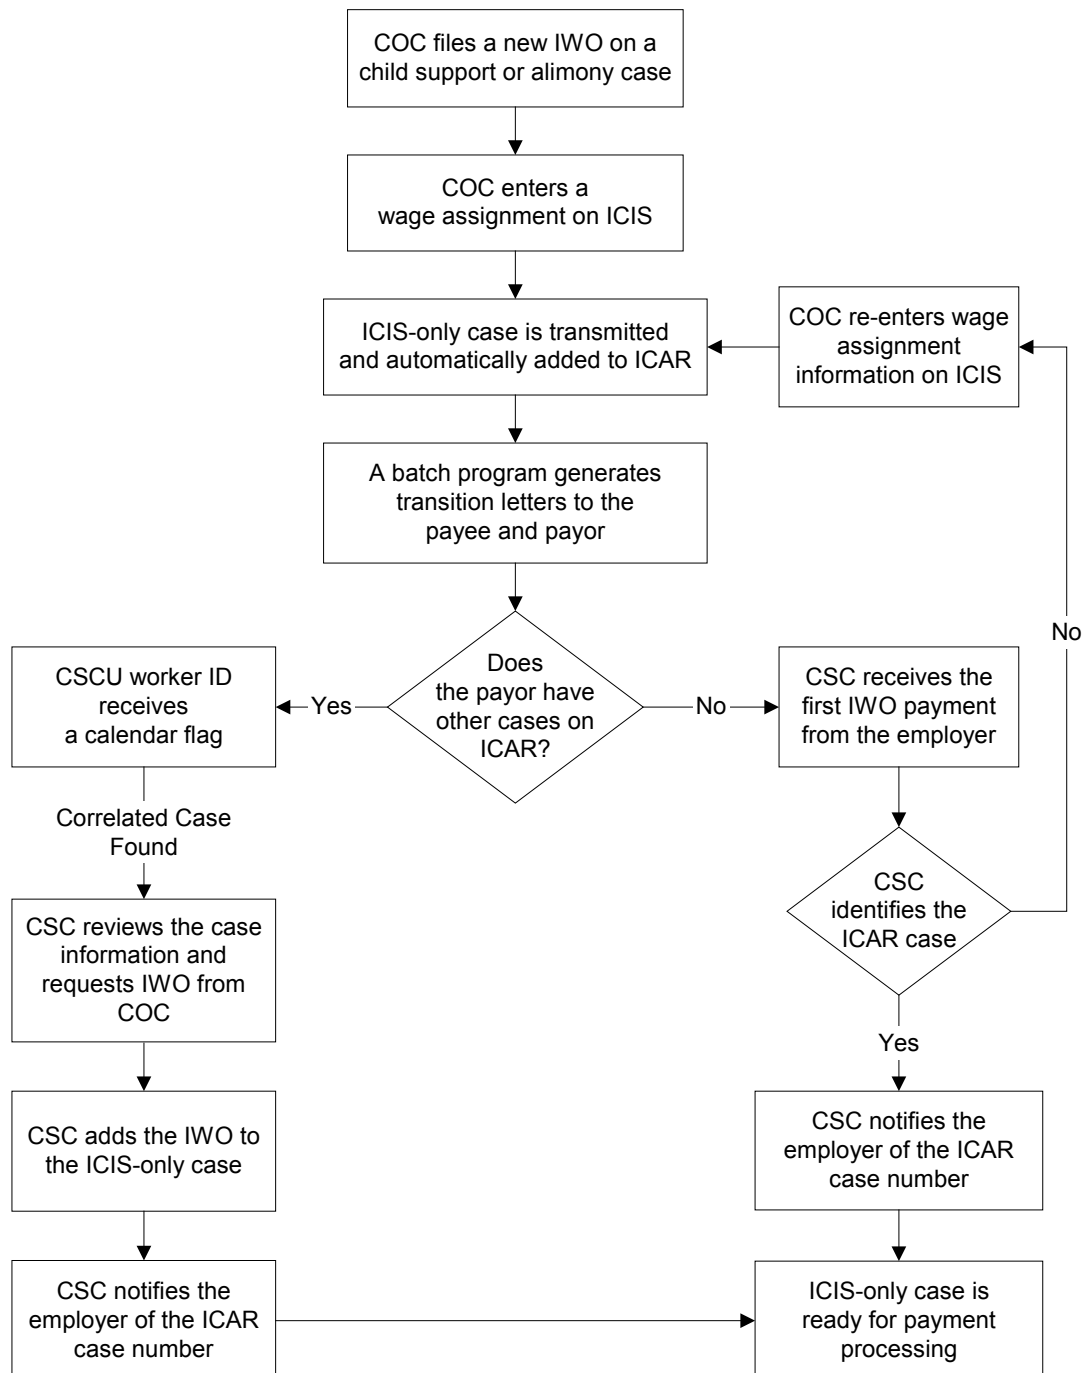 COC files a new IWO on a
child support or alimony case
COC enters a
wage assignment on ICIS
ICIS-only case is transmitted
and automatically added to ICAR
COC re-enters wage
assignment
information on ICIS
A batch program generates
transition letters to the
payee and payor
No
CSCU worker ID
receives
a calendar flag
Yes
Does
the payor have
other cases on
ICAR?
No
CSC receives the
first IWO payment
from the employer
Correlated Case
Found
CSC
identifies the
ICAR case
CSC reviews the case
information and
requests IWO from
COC
Yes
CSC adds the IWO to
the ICIS-only case
CSC notifies the
employer of the ICAR
case number
CSC notifies the
employer of the ICAR
case number
ICIS-only case is
ready for payment
processing